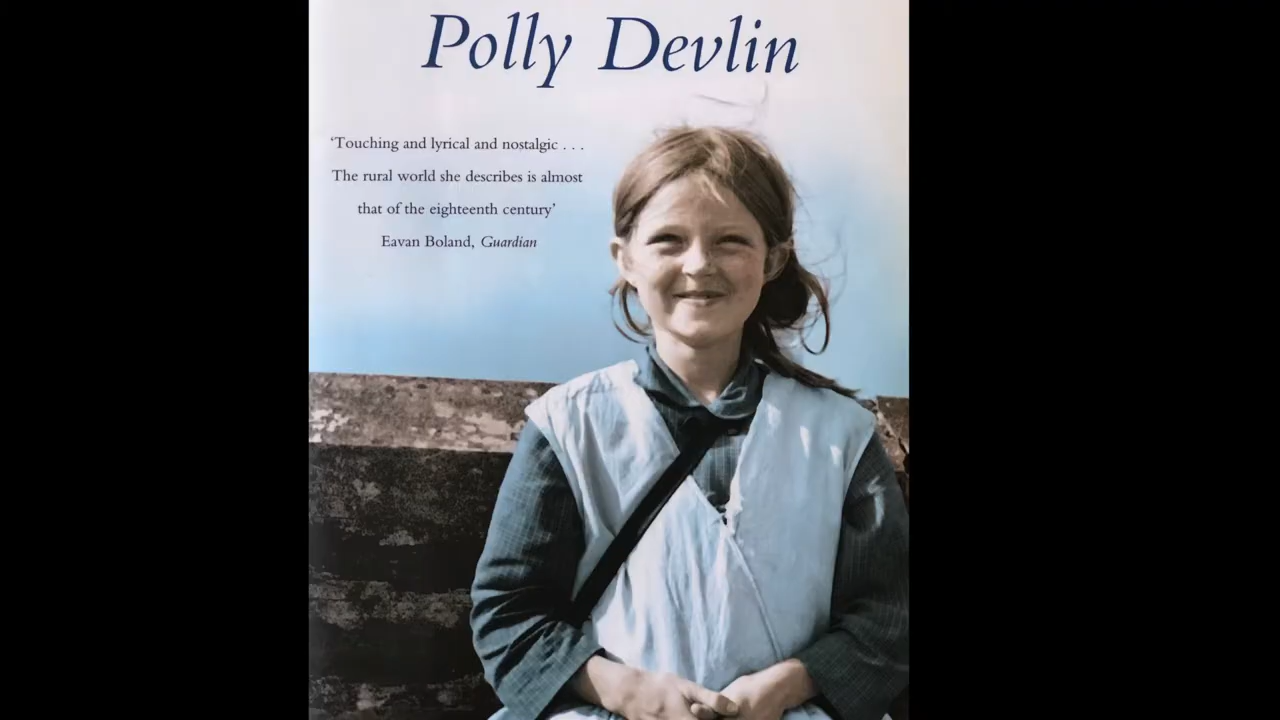 Polly Devlin
‘Touching and lyrical and nostalgic . . .
The rural world she describes is almost
that of the eighteenth century’
Eavan Boland, Guardian